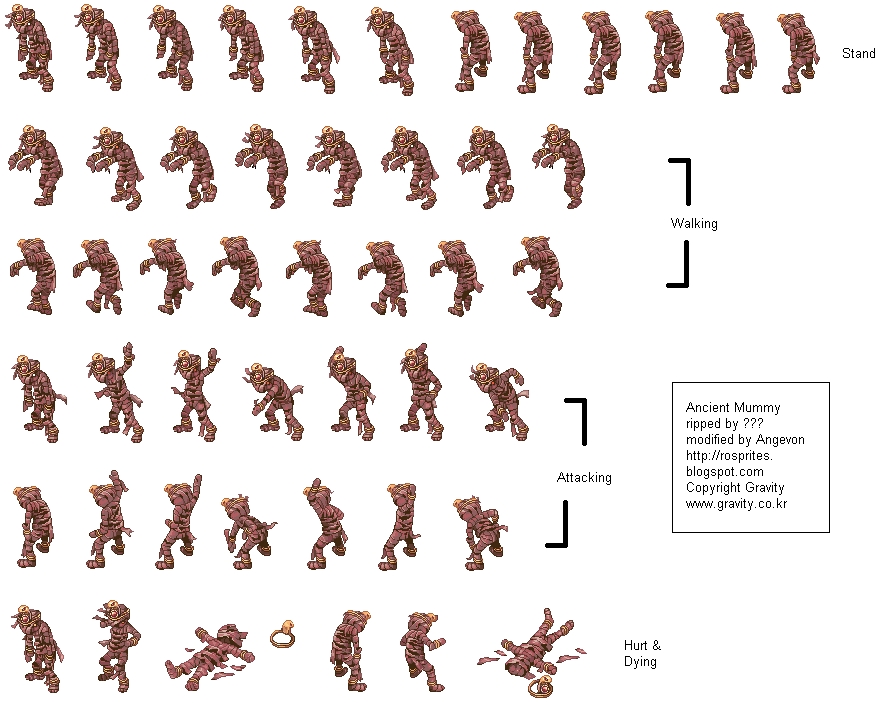 Stand
Walking
Ancient Mummy
ripped by ???
modified by Angevon
http://rosprites.
blogspot.com
Copyright Gravity
www.gravity.co.kr
Attacking
Hurt &
Dying